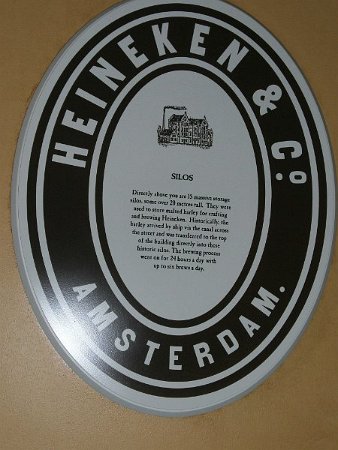 HEINEKEN & Cº
SILOS
Directly above you are 15 massive storage
silos, some over 20 metres tall. They were
used to store malted barley for crafting
and brewing Heineken. Historically, the
barley arrived by ship via the canal across
the street and was transferred to the top
of the building directly into these
historic silos. The brewing process
went on for 24 hours a day with
up to six brews a day.
AMSTERDAM.